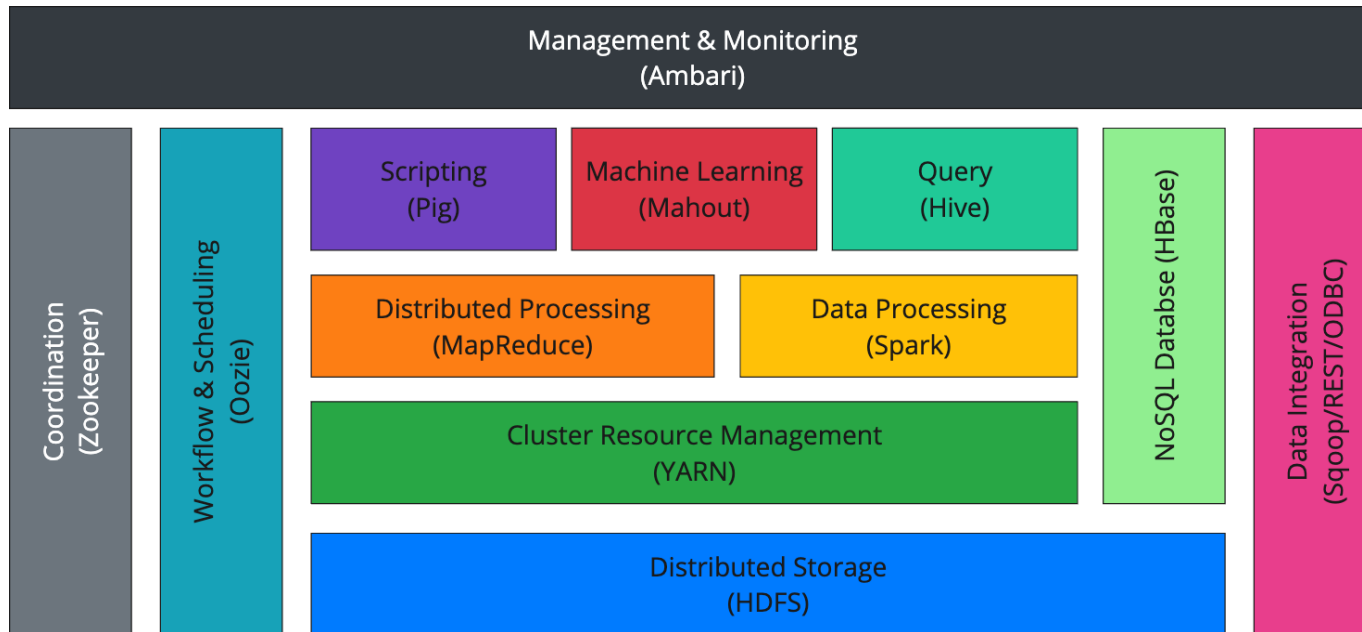 Management & Monitoring
(Ambari)
Coordination
(Zookeeper)
Workflow & Scheduling
(Oozie)
Scripting
(Pig)
Machine Learning
(Mahout)
Query
(Hive)
Distributed Processing
(MapReduce)
Data Processing
(Spark)
Cluster Resource Management
(YARN)
Distributed Storage
(HDFS)
NoSQL Databse (HBase)
Data Integration
(Sqoop/REST/ODBC)